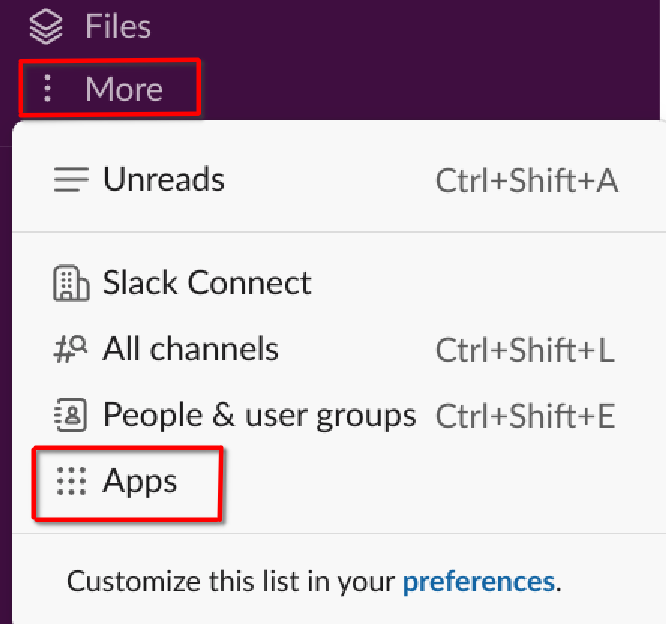 Files
More
Unreads Ctrl+Shift+A
Slack Connect
All channels Ctrl+Shift+L
People & user groups Ctrl+Shift+E
Apps
Customize this list in your preferences.